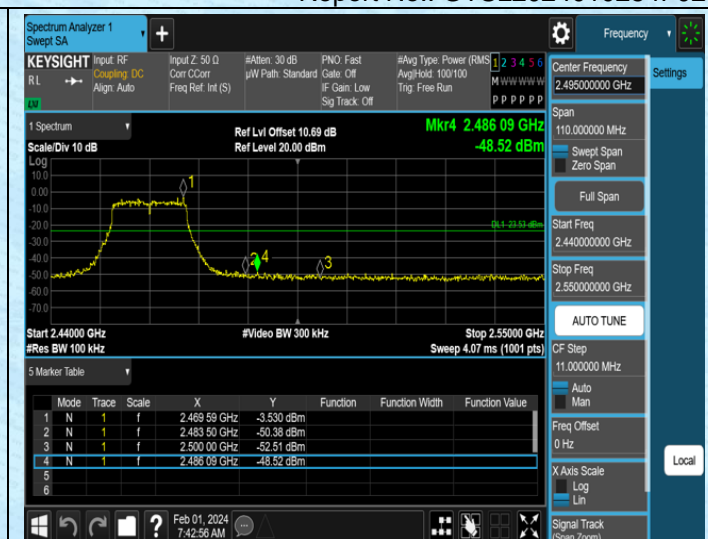 Spectrum Analyzer 1
Swept SA
+
Frequency
KEYSIGHT
RL
Input: RF
Coupling: DC
Align: Auto
Input Z: 50 Ω
Corr CCorr
Freq Ref: Int (S)
#Atten: 30 dB
µW Path: Standard
PNO: Fast
Gate: Off
IF Gain: Low
Sig Track: Off
#Avg Type: Power (RMS
Avg|Hold: 100/100
Trig: Free Run
1 2 3 4 5 6
M W W W W W
P P P P P P
LXI
1 Spectrum
Scale/Div 10 dB
Ref Lvl Offset 10.69 dB
Ref Level 20.00 dBm
Mkr4 2.486 09 GHz
-48.52 dBm
Log
10.0
0.00
-10.0
-20.0
-30.0
-40.0
-50.0
-60.0
-70.0
1
DL1 -23.53 dBm
2 4
3
Start 2.44000 GHz
#Res BW 100 kHz
#Video BW 300 kHz
Stop 2.55000 GHz
Sweep 4.07 ms (1001 pts)
5 Marker Table
Mode Trace Scale X Y Function Function Width Function Value
1 N 1 f 2.469 59 GHz -3.530 dBm
2 N 1 f 2.483 50 GHz -50.38 dBm
3 N 1 f 2.500 00 GHz -52.51 dBm
4 N 1 f 2.486 09 GHz -48.52 dBm
5
6
Feb 01, 2024
7:42:56 AM
?
Center Frequency
2.495000000 GHz
Settings
Span
110.000000 MHz
Swept Span
Zero Span
Full Span
Start Freq
2.440000000 GHz
Stop Freq
2.550000000 GHz
AUTO TUNE
CF Step
11.000000 MHz
Auto
Man
Freq Offset
0 Hz
X Axis Scale
Log
Lin
Local
Signal Track
(Span Zoom)